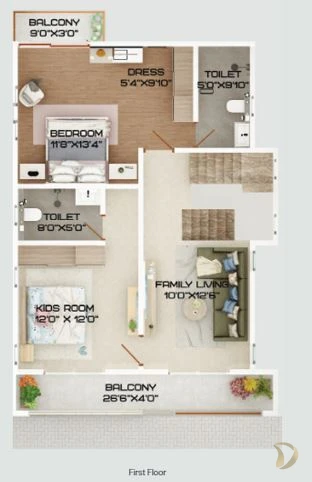 BALCONY
9'0"X3'0"
DRESS
5'4"X9'10"
TOILET
5'0"X9'10"
BEDROOM
11'8"X13'4"
TOILET
8'0"X5'0"
KIDS ROOM
12'0" X 12'0"
FAMILY LIVING
10'0"X12'6"
BALCONY
26'6"X4'0"
First Floor